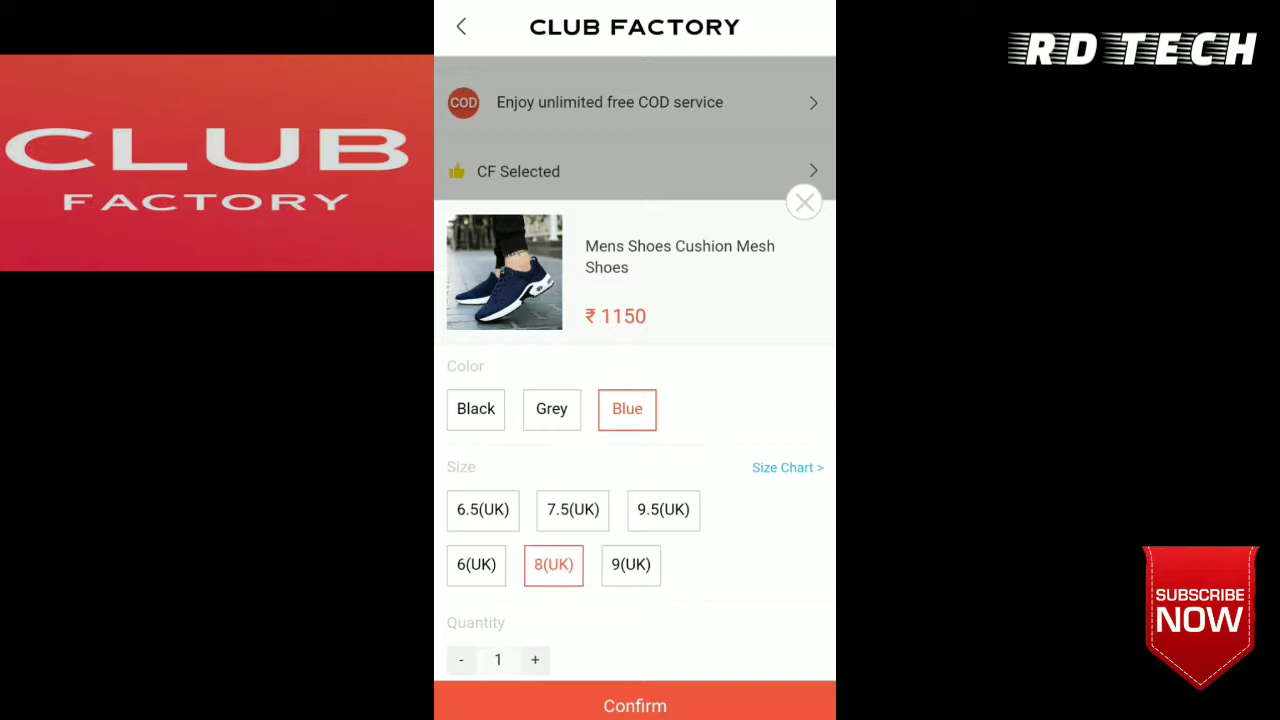 CLUB FACTORY
RD TECH
CLUB
FACTORY
COD Enjoy unlimited free COD service
CF Selected
Mens Shoes Cushion Mesh
Shoes
₹ 1150
Color
Black Grey Blue
Size Size Chart >
6.5(UK) 7.5(UK) 9.5(UK)
6(UK) 8(UK) 9(UK)
Quantity
- 1 +
Confirm
SUBSCRIBE
NOW